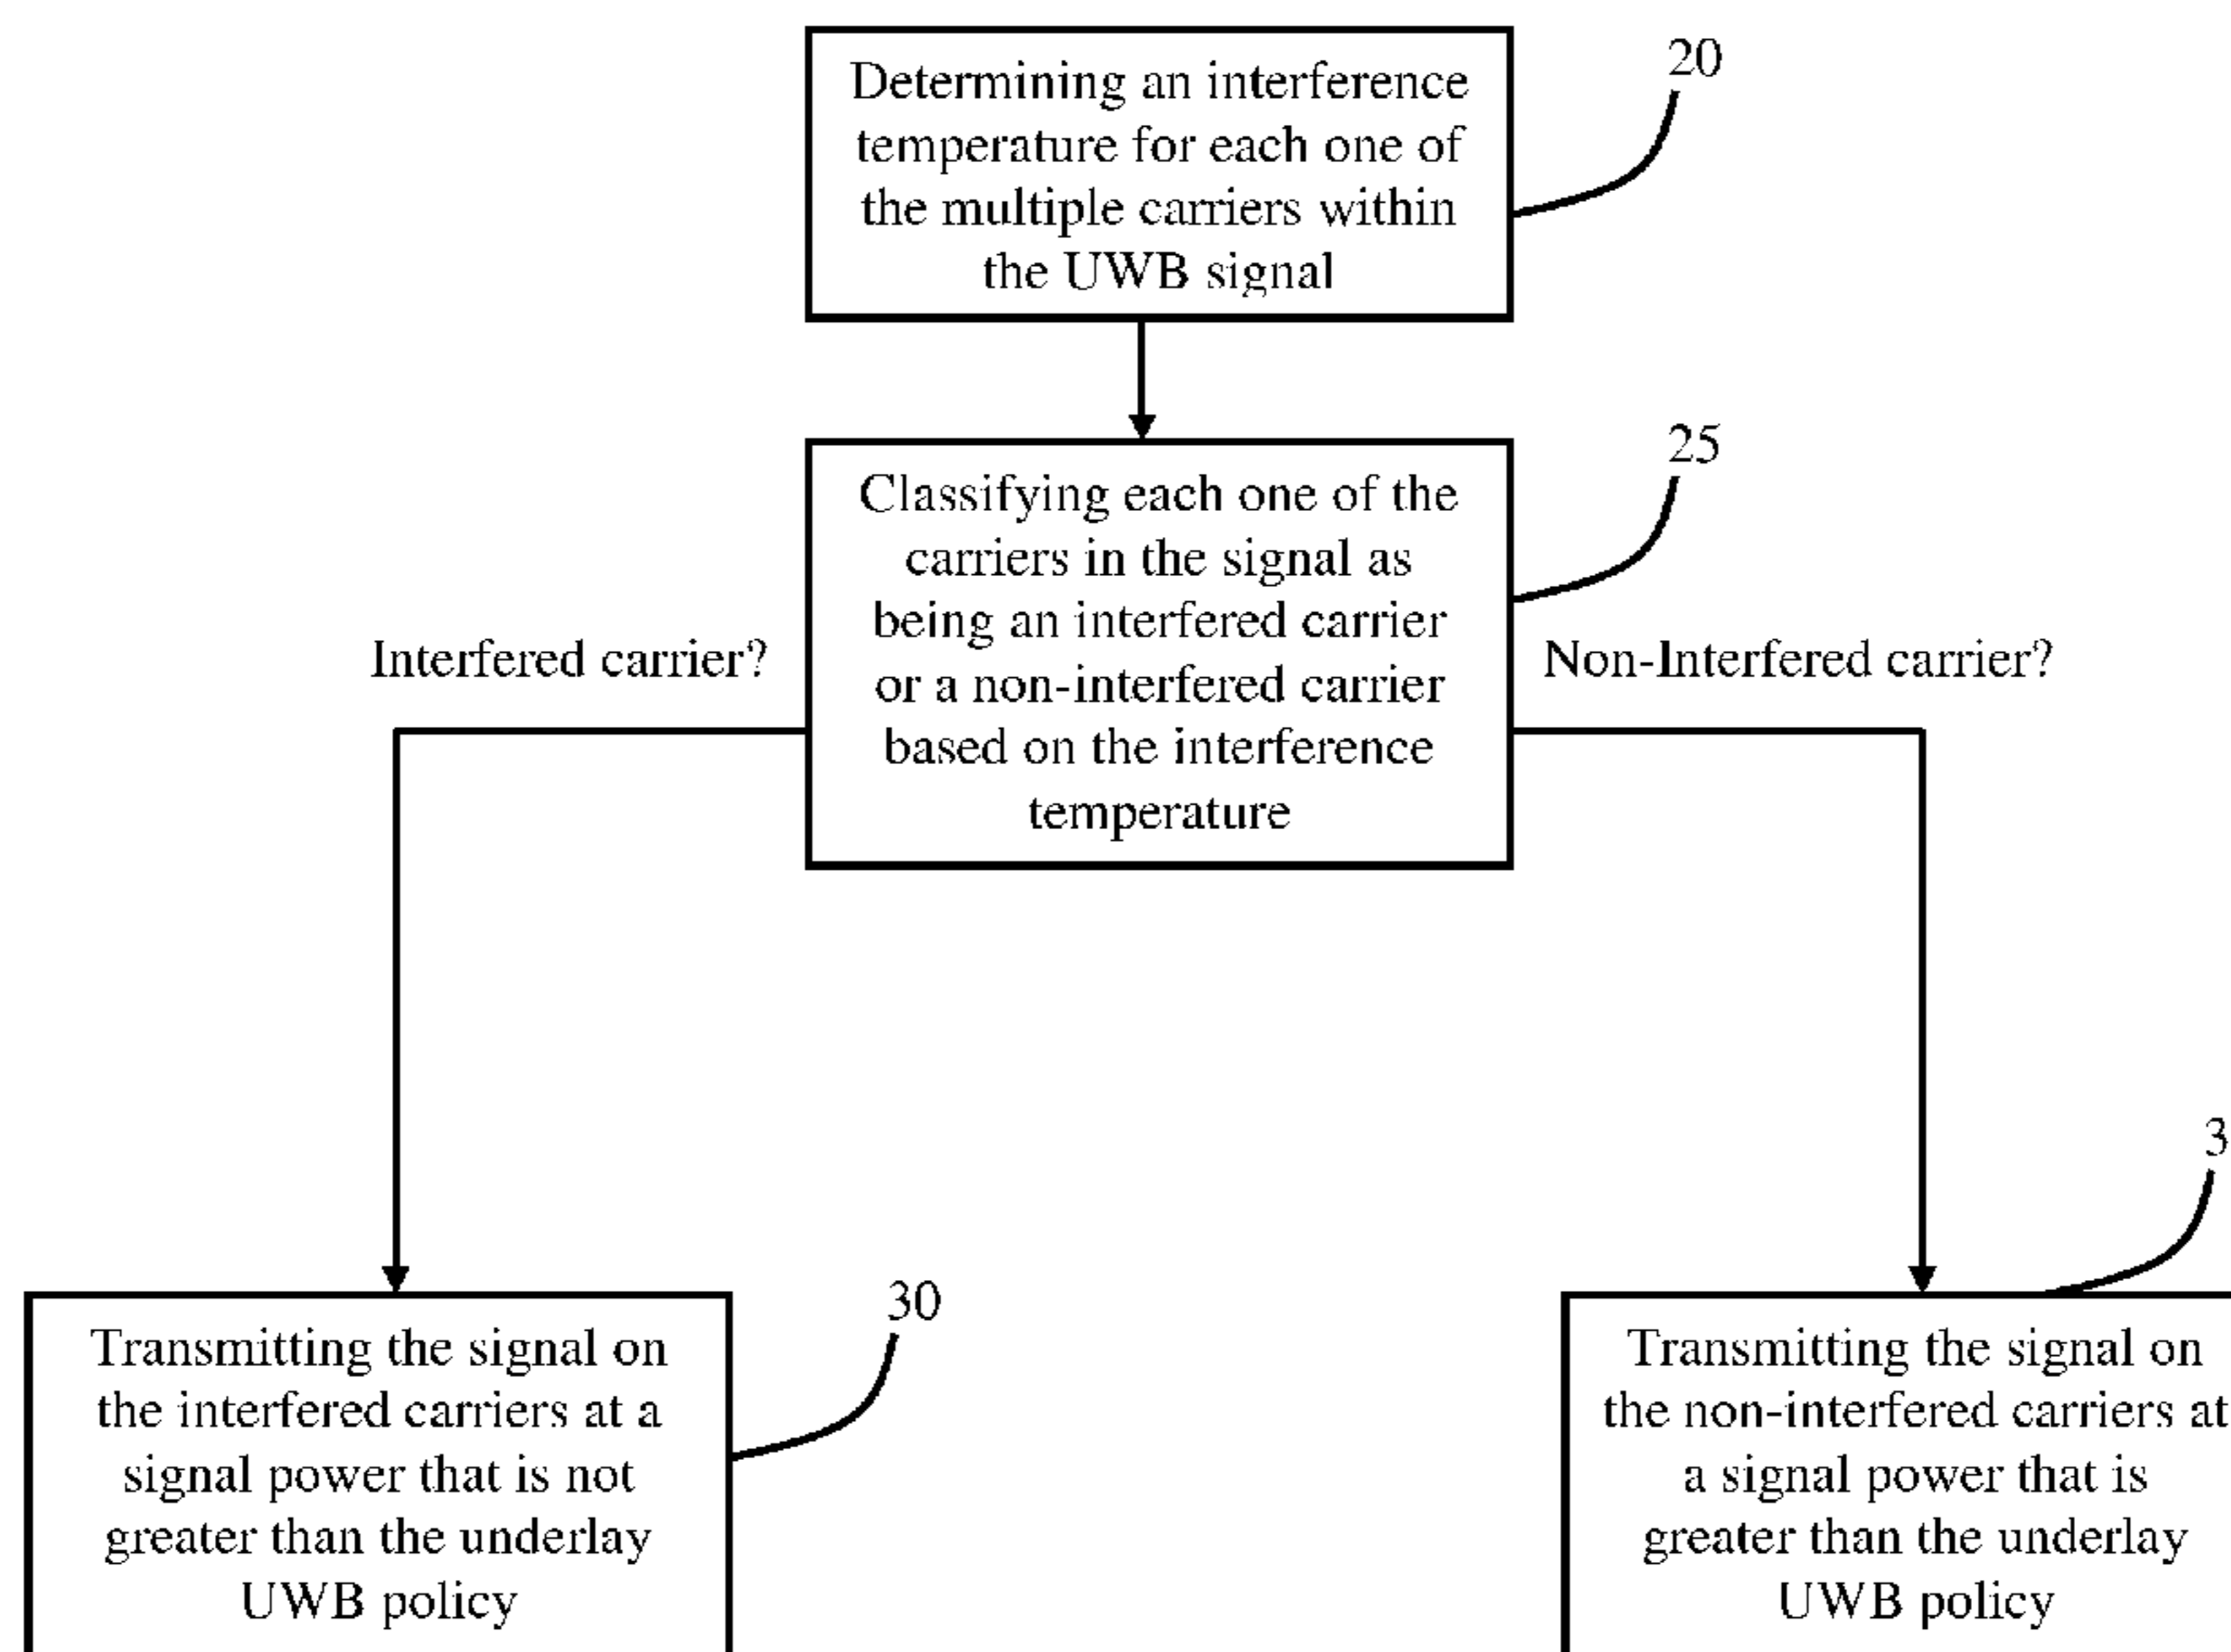 Determining an interference
temperature for each one of
the multiple carriers within
the UWB signal
20
Classifying each one of the
carriers in the signal as
being an interfered carrier
or a non-interfered carrier
based on the interference
temperature
25
Interfered carrier?
Non-Interfered carrier?
Transmitting the signal on
the interfered carriers at a
signal power that is not
greater than the underlay
UWB policy
30
Transmitting the signal on
the non-interfered carriers at
a signal power that is
greater than the underlay
UWB policy
3